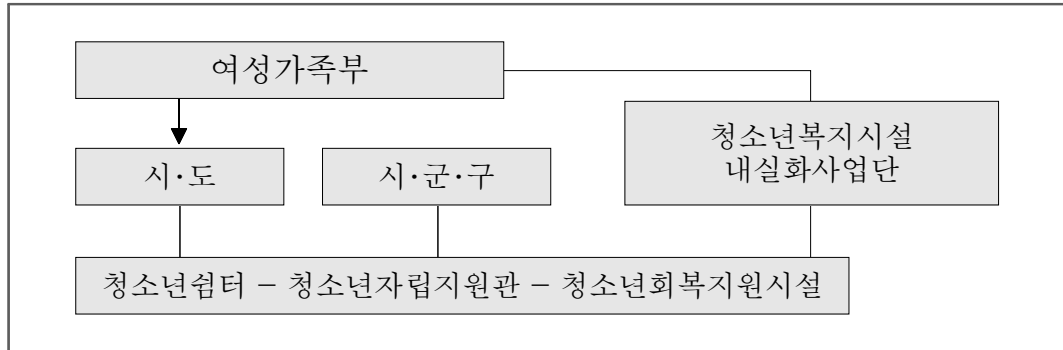 여성가족부
청소년복지시설
내실화사업단
시·도
시·군·구
청소년쉼터 – 청소년자립지원관 – 청소년회복지원시설